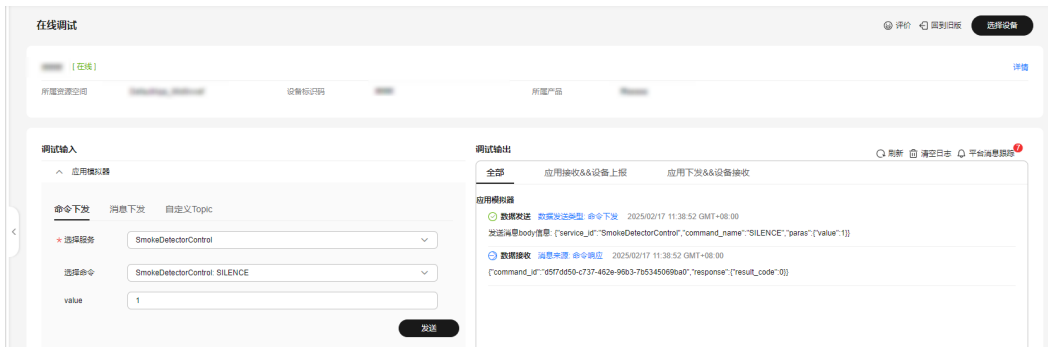 在线调试
评价 回到旧版 选择设备
[ 在线 ]
详情
所属资源空间 设备标识码 所属产品
调试输入
应用模拟器
命令下发 消息下发 自定义Topic
* 选择服务 SmokeDetectorControl
选择命令 SmokeDetectorControl: SILENCE
value 1
发送
调试输出
刷新 清空日志 平台消息跟踪 7
全部 应用接收&&设备上报 应用下发&&设备接收
应用模拟器
数据发送 数据发送类型: 命令下发 2025/02/17 11:38:52 GMT+08:00
发送消息body信息: {"service_id":"SmokeDetectorControl","command_name":"SILENCE","paras":{"value":1}}
数据接收 消息来源: 命令响应 2025/02/17 11:38:52 GMT+08:00
{"command_id":"d5f7dd50-c737-462e-96b3-7b5345069ba0","response":{"result_code":0}}